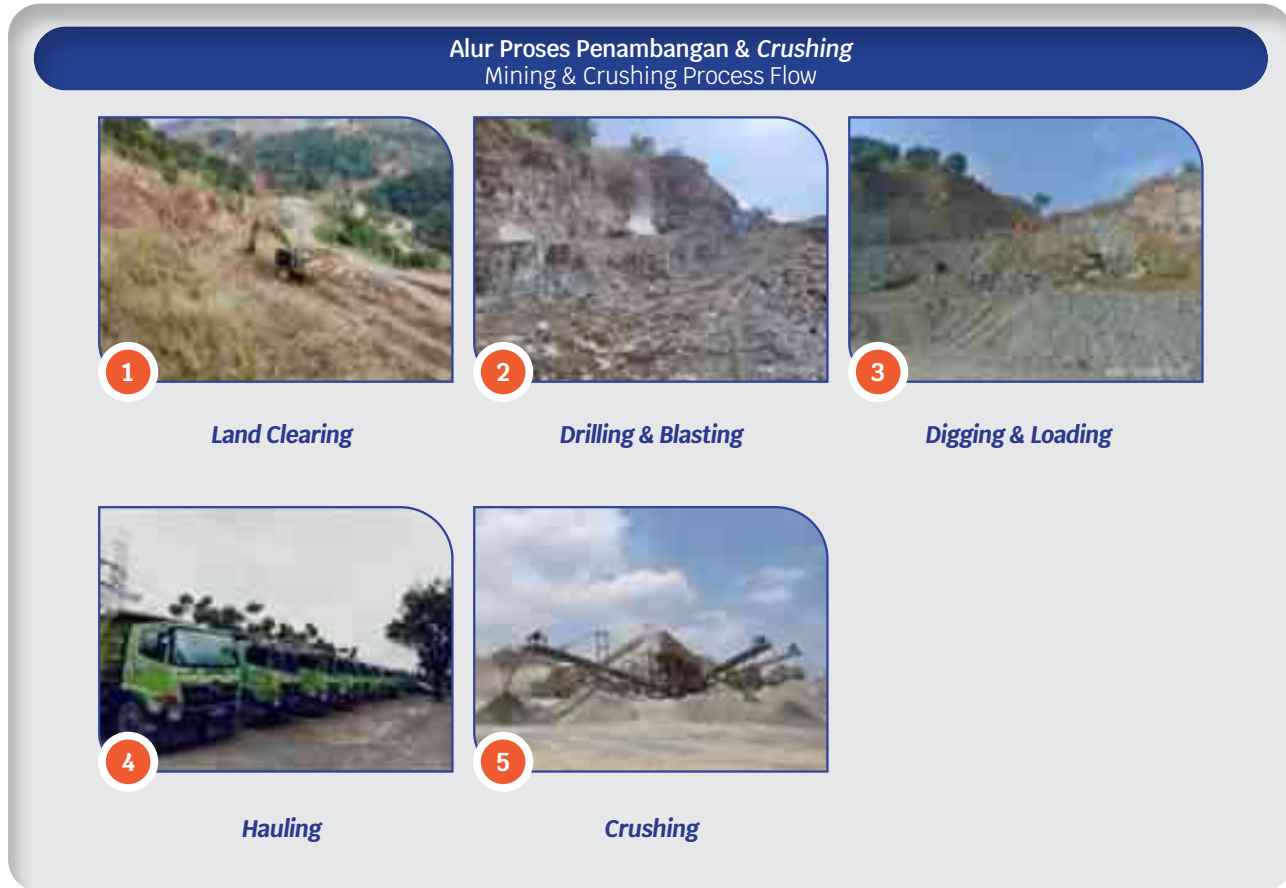 Alur Proses Penambangan & Crushing
Mining & Crushing Process Flow
1
2
3
Land Clearing
Drilling & Blasting
Digging & Loading
4
5
Hauling
Crushing